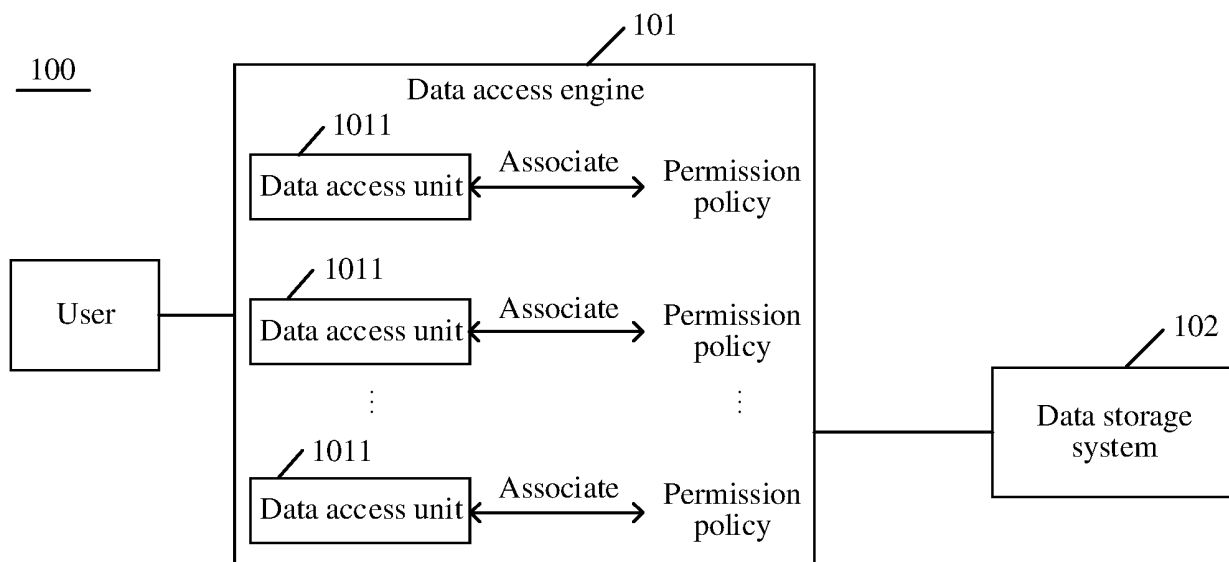 101
100
Data access engine
1011
Data access unit
Associate
Permission
policy
1011
Data access unit
Associate
Permission
policy
User
102
Data storage
system
1011
Data access unit
Associate
Permission
policy